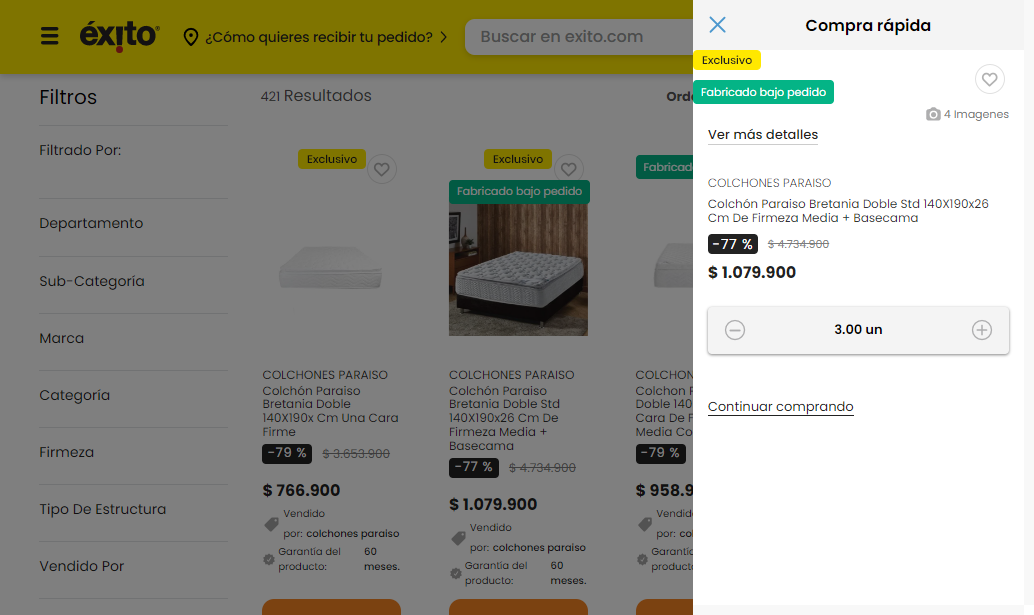 éxito
¿Cómo quieres recibir tu pedido?
Buscar en exito.com
Filtros
Filtrado Por:
Departamento
Sub-Categoría
Marca
Categoría
Firmeza
Tipo De Estructura
Vendido Por
421 Resultados
Exclusivo
COLCHONES PARAISO
Colchón Paraiso
Bretania Doble
140X190x Cm Una Cara
Firme
-79 % $ 3.653.900
$ 766.900
Vendido
por: colchones paraiso
Garantía del
producto:
60
meses.
Exclusivo
Fabricado bajo pedido
COLCHONES PARAISO
Colchón Paraiso
Bretania Doble Std
140X190x26 Cm De
Firmeza Media +
Basecama
-77 % $ 4.734.900
$ 1.079.900
Vendido
por: colchones paraiso
Garantía del
producto:
60
meses.
Orde
Fabricad
COLCHON
Colchon P
Doble 140
Cara De F
Media Co
-79 %
$ 958.9
Vendido
por: co
Garantí
product
Compra rápida
Exclusivo
Fabricado bajo pedido
4 Imagenes
Ver más detalles
COLCHONES PARAISO
Colchón Paraiso Bretania Doble Std 140X190x26
Cm De Firmeza Media + Basecama
-77 % $ 4.734.900
$ 1.079.900
3.00 un
Continuar comprando